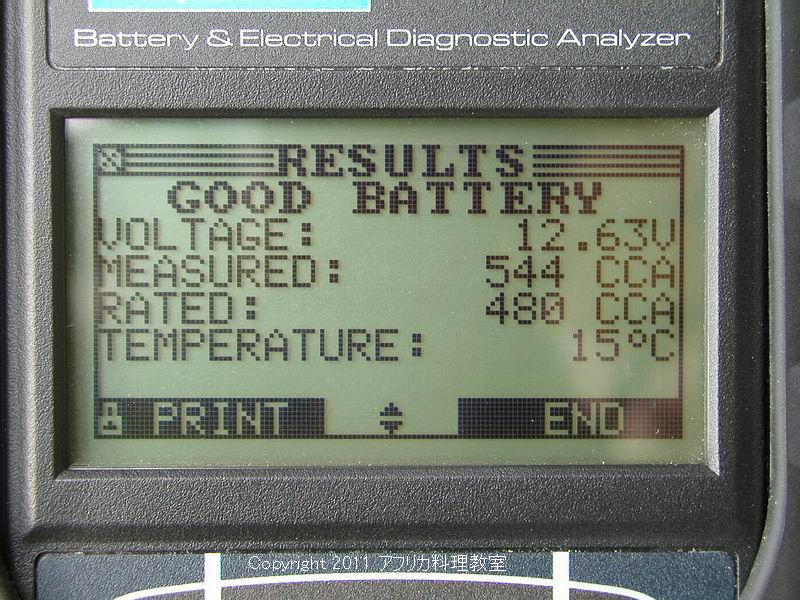 Battery & Electrical Diagnostic Analyzer
RESULTS
GOOD BATTERY
VOLTAGE: 12.63V
MEASURED: 544 CCA
RATED: 480 CCA
TEMPERATURE: 15°C
PRINT END
Copyright 2011 アフリカ料理教室